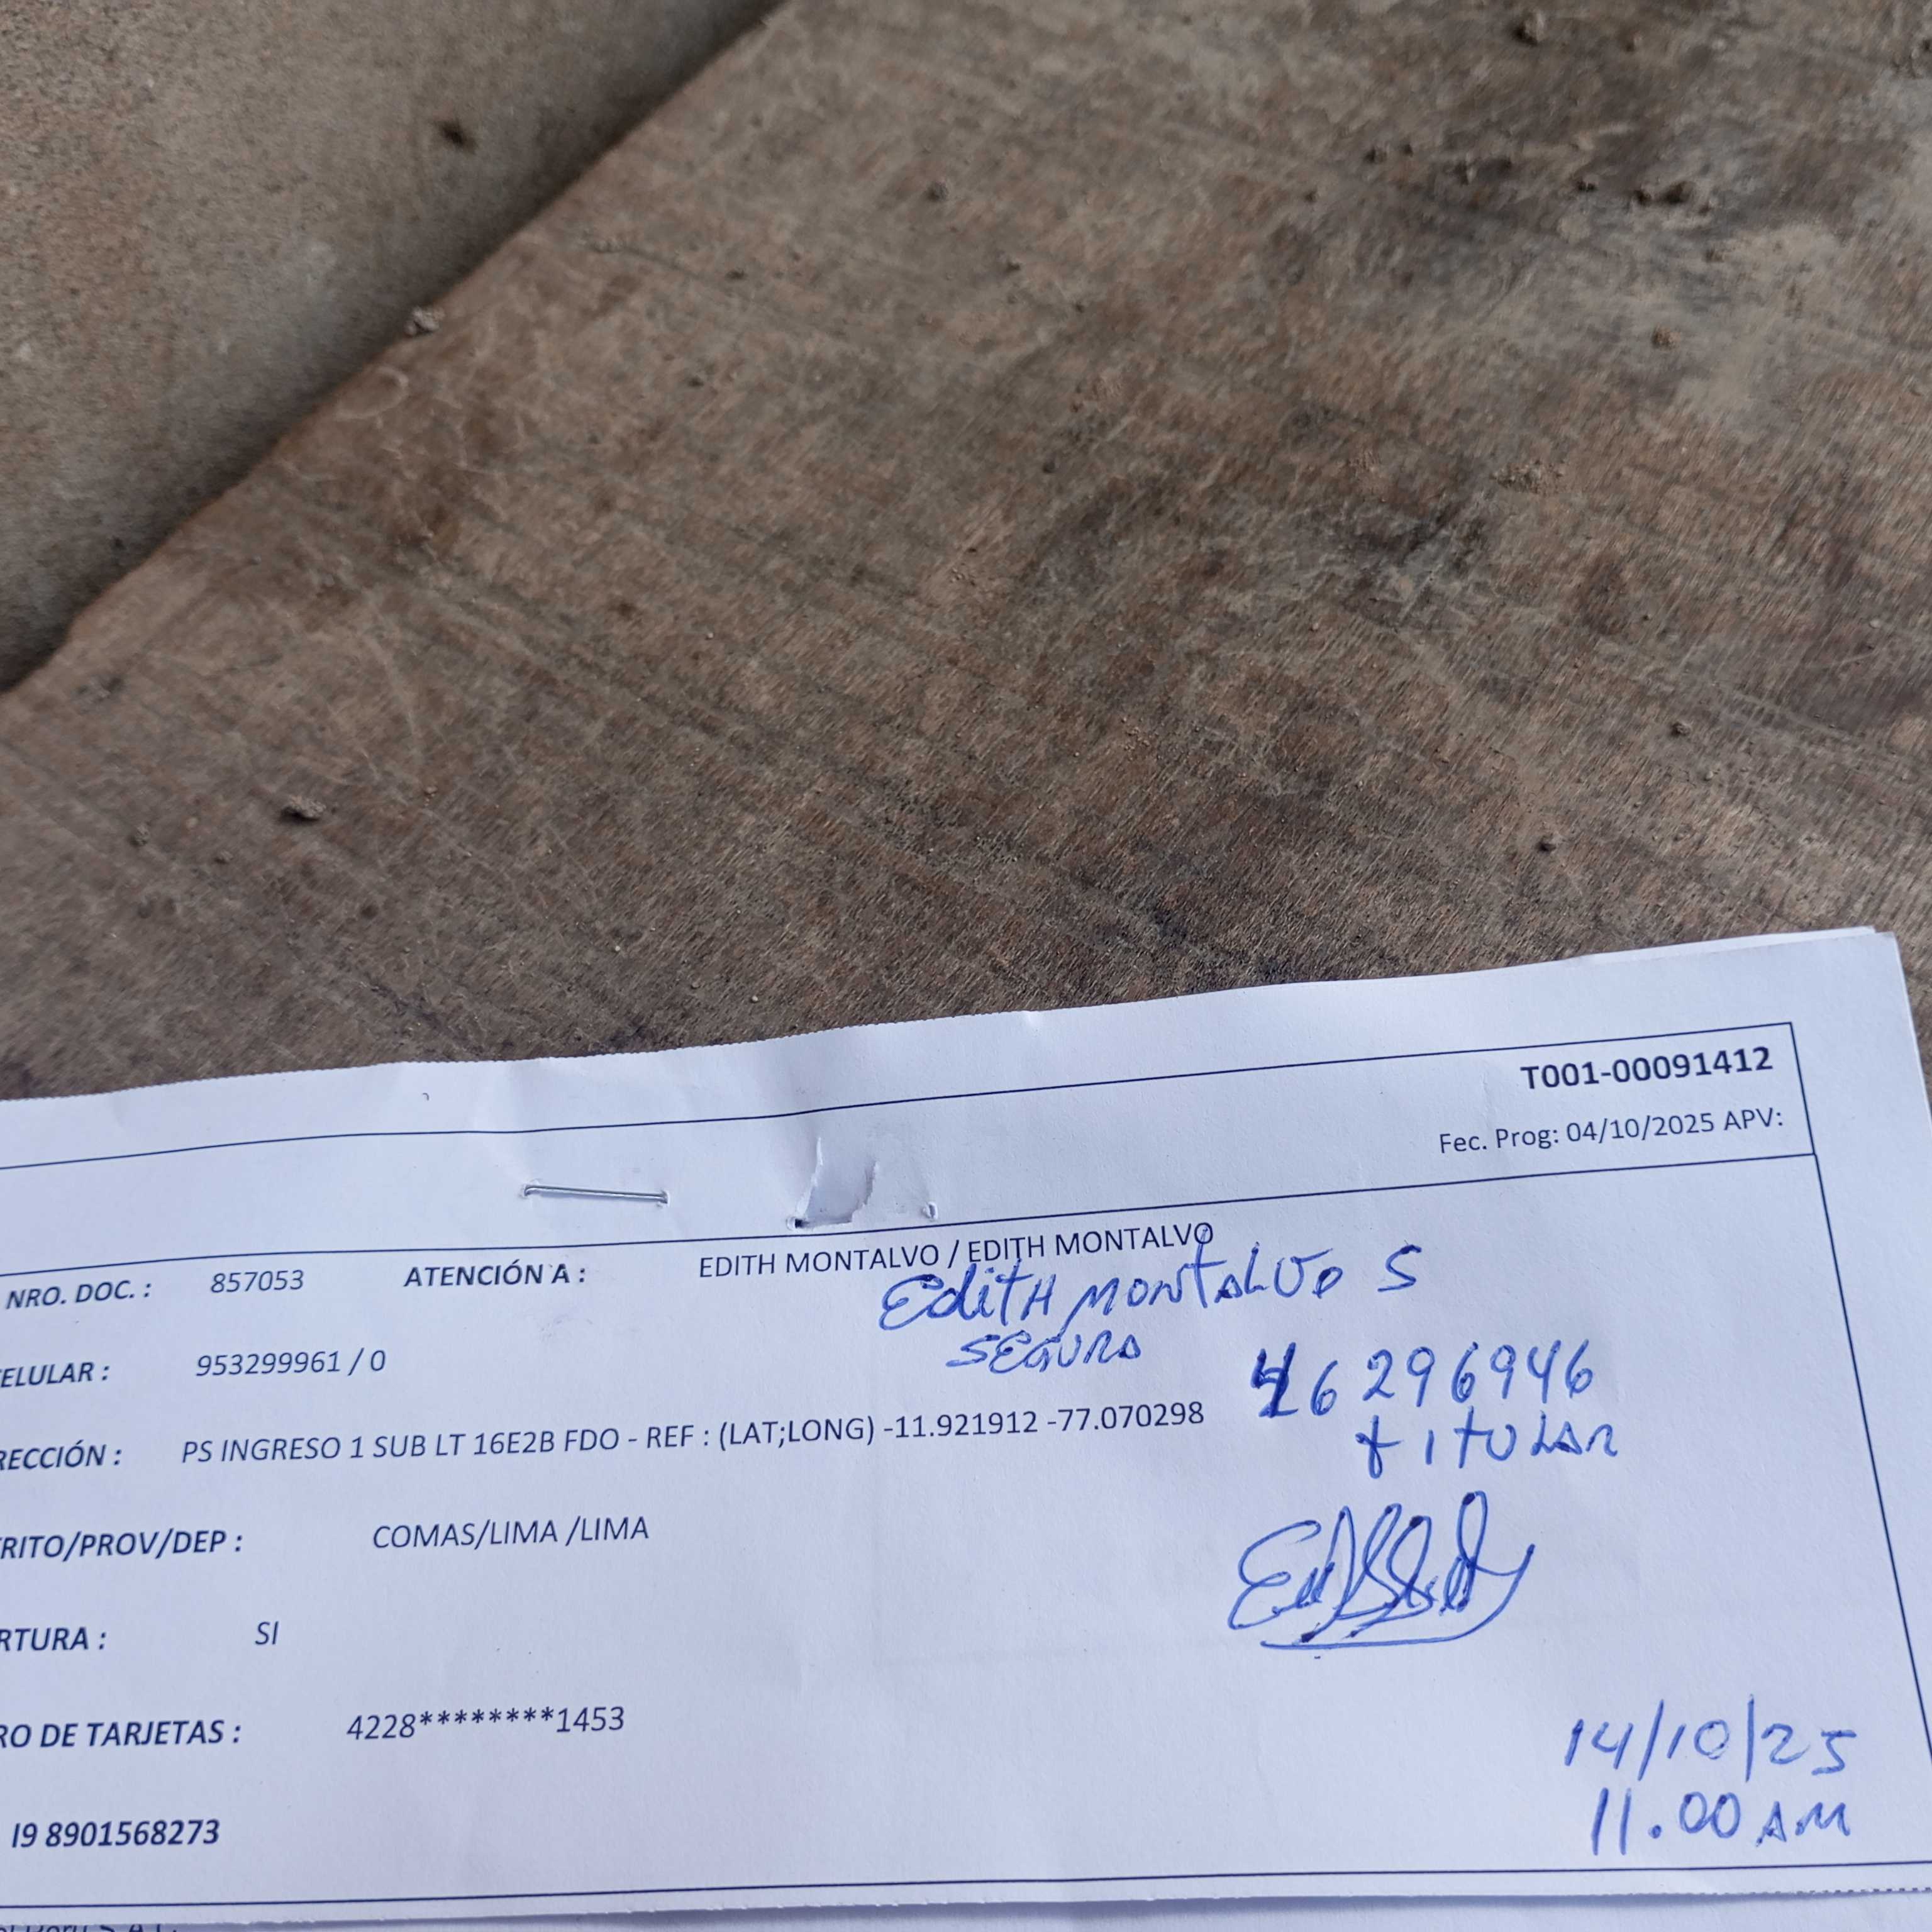 T001-00091412
Fec. Prog: 04/10/2025 APV:
NRO. DOC. : 857053 ATENCIÓN A : EDITH MONTALVO / EDITH MONTALVO
Edith MONTALVO S
SEGURA
ELULAR : 953299961 / 0
46296946
RECCIÓN : PS INGRESO 1 SUB LT 16E2B FDO - REF : (LAT;LONG) -11.921912 -77.070298
titular
RITO/PROV/DEP : COMAS/LIMA /LIMA
RTURA : SI
RO DE TARJETAS : 4228********1453
14/10/25
11.00 AM
I9 8901568273